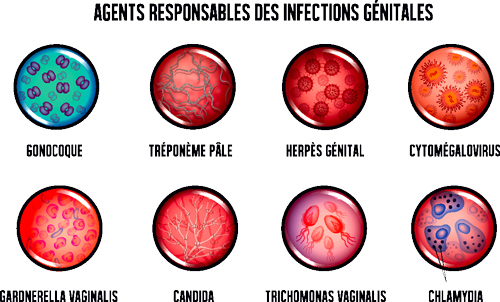 AGENTS RESPONSABLES DES INFECTIONS GÉNITALES
GONOCOQUE TRÉPONÈME PÂLE HERPÈS GÉNITAL CYTOMÉGALOVIRUS
GARDNERELLA VAGINALIS CANDIDA TRICHOMONAS VAGINALIS CHLAMYDIA